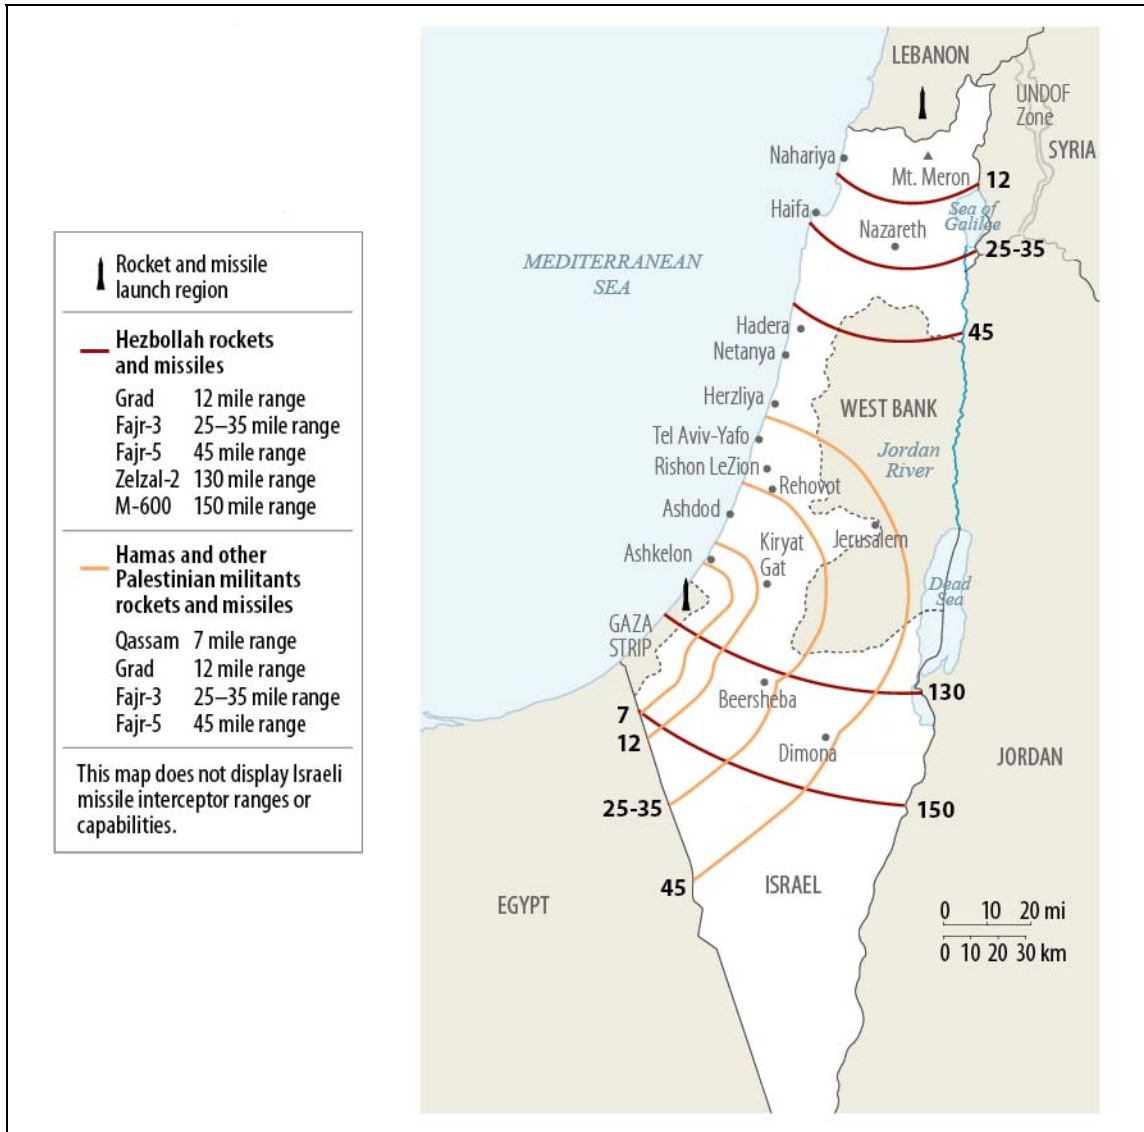 Rocket and missile
launch region
Hezbollah rockets
and missiles
Grad 12 mile range
Fajr-3 25–35 mile range
Fajr-5 45 mile range
Zelzal-2 130 mile range
M-600 150 mile range
Hamas and other
Palestinian militants
rockets and missiles
Qassam 7 mile range
Grad 12 mile range
Fajr-3 25–35 mile range
Fajr-5 45 mile range
This map does not display Israeli
missile interceptor ranges or
capabilities.
LEBANON
UNDOF
Zone
SYRIA
Nahariya
Mt. Meron
12
Haifa
Sea of
Galilee
Nazareth
25-35
MEDITERRANEAN
SEA
Hadera
45
Netanya
Herzliya
WEST BANK
Tel Aviv-Yafo
Jordan
River
Rishon LeZion
Rehovot
Ashdod
Jerusalem
Kiryat
Gat
Ashkelon
Dead
Sea
GAZA
STRIP
130
Beersheba
7
12
Dimona
JORDAN
25-35
150
45
ISRAEL
EGYPT
0 10 20 mi
0 10 20 30 km